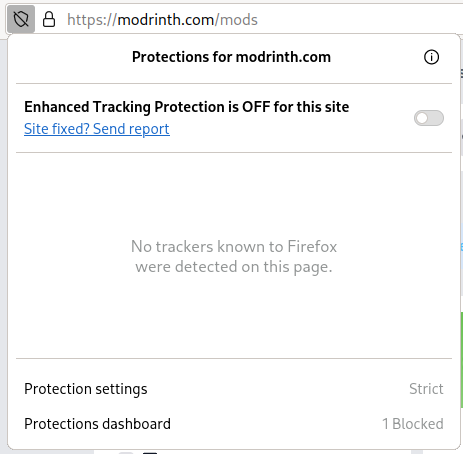 https://modrinth.com/mods
Protections for modrinth.com
Enhanced Tracking Protection is OFF for this site
Site fixed? Send report
No trackers known to Firefox
were detected on this page.
Protection settings Strict
Protections dashboard 1 Blocked